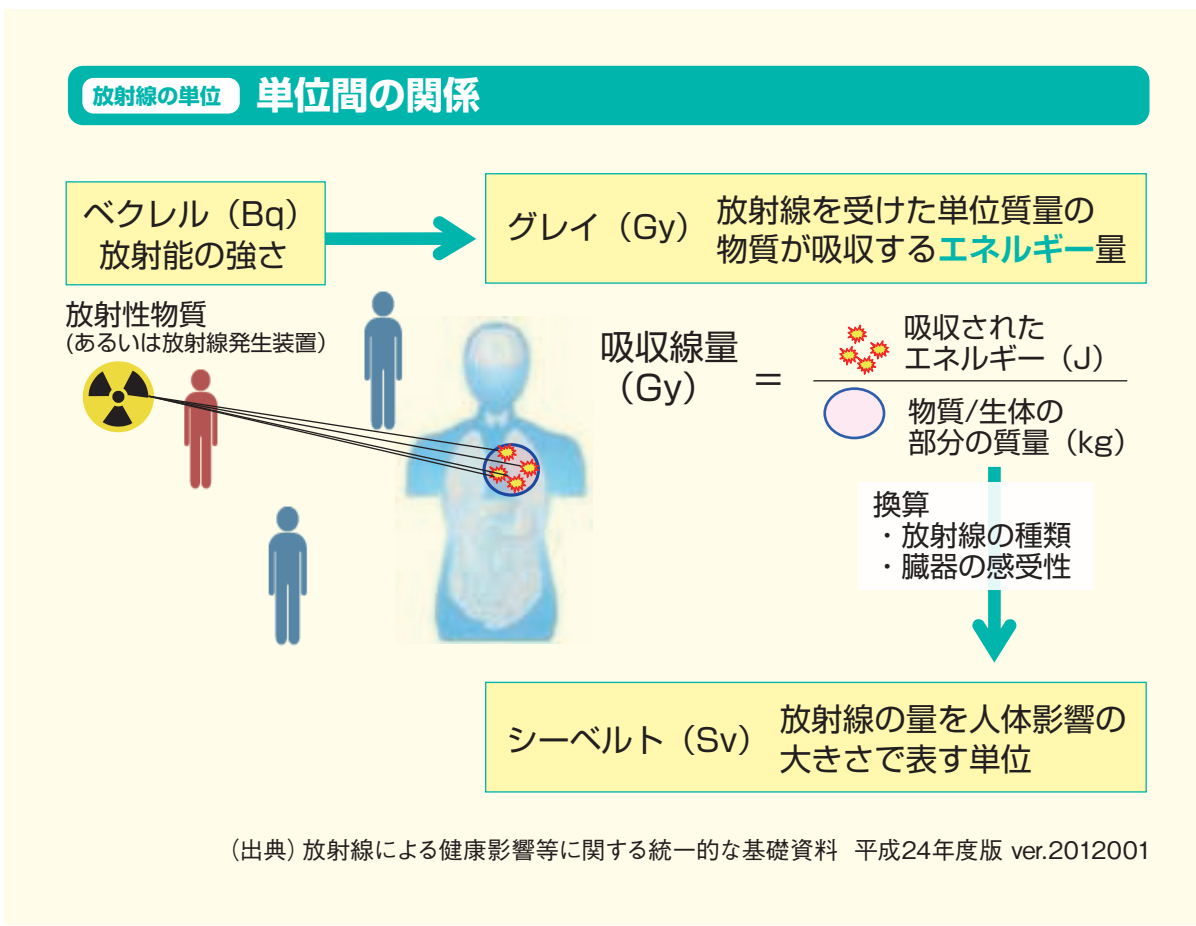 放射線の単位 単位間の関係
ベクレル（Bq）
放射能の強さ
グレイ（Gy） 放射線を受けた単位質量の
物質が吸収するエネルギー量
放射性物質
(あるいは放射線発生装置)
吸収線量
（Gy）
=
吸収された
エネルギー（J）
物質/生体の
部分の質量（kg）
換算
・放射線の種類
・臓器の感受性
シーベルト（Sv） 放射線の量を人体影響の
大きさで表す単位
（出典）放射線による健康影響等に関する統一的な基礎資料 平成24年度版 ver.2012001